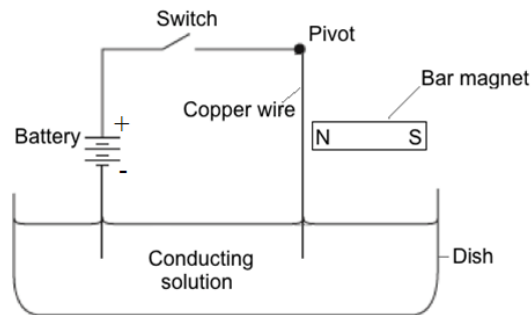 Switch
Pivot
Bar magnet
Copper wire
+
Battery
N S
-
Conducting
solution
Dish